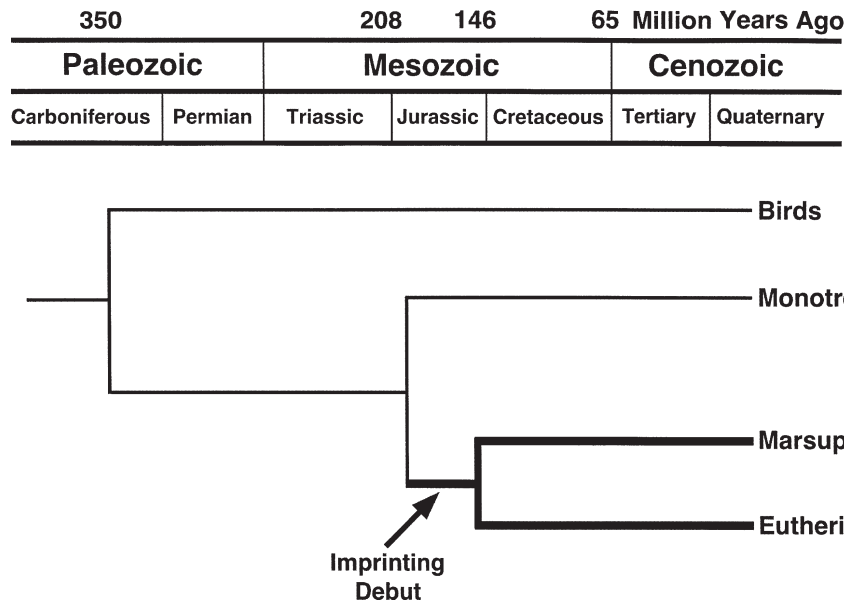 350 208 146 65 Million Years Ago
Paleozoic Mesozoic Cenozoic
Carboniferous Permian Triassic Jurassic Cretaceous Tertiary Quaternary
Birds
Monotr
Marsup
Eutheri
Imprinting
Debut